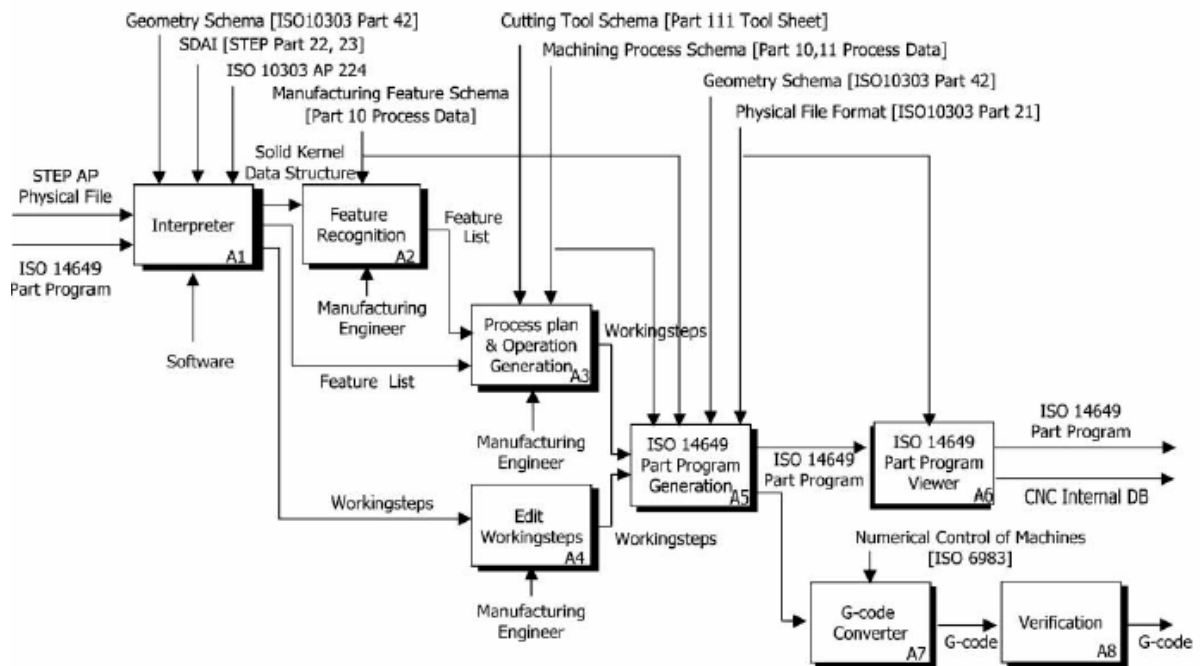 Geometry Schema [ISO10303 Part 42]
SDAI [STEP Part 22, 23]
ISO 10303 AP 224
Manufacturing Feature Schema
[Part 10 Process Data]
Cutting Tool Schema [Part 111 Tool Sheet]
Machining Process Schema [Part 10,11 Process Data]
Geometry Schema [ISO10303 Part 42]
Physical File Format [ISO10303 Part 21]
STEP AP
Physical File
ISO 14649
Part Program
Interpreter
A1
Software
Solid Kernel
Data Structure
Feature
Recognition
A2
Manufacturing
Engineer
Feature
List
Feature List
Process plan
& Operation
Generation
A3
Workingsteps
Manufacturing
Engineer
Workingsteps
Edit
Workingsteps
A4
Workingsteps
Manufacturing
Engineer
ISO 14649
Part Program
Generation
A5
ISO 14649
Part Program
ISO 14649
Part Program
Viewer
A6
ISO 14649
Part Program
CNC Internal DB
Numerical Control of Machines
[ISO 6983]
G-code
Converter
A7
G-code
Verification
A8
G-code